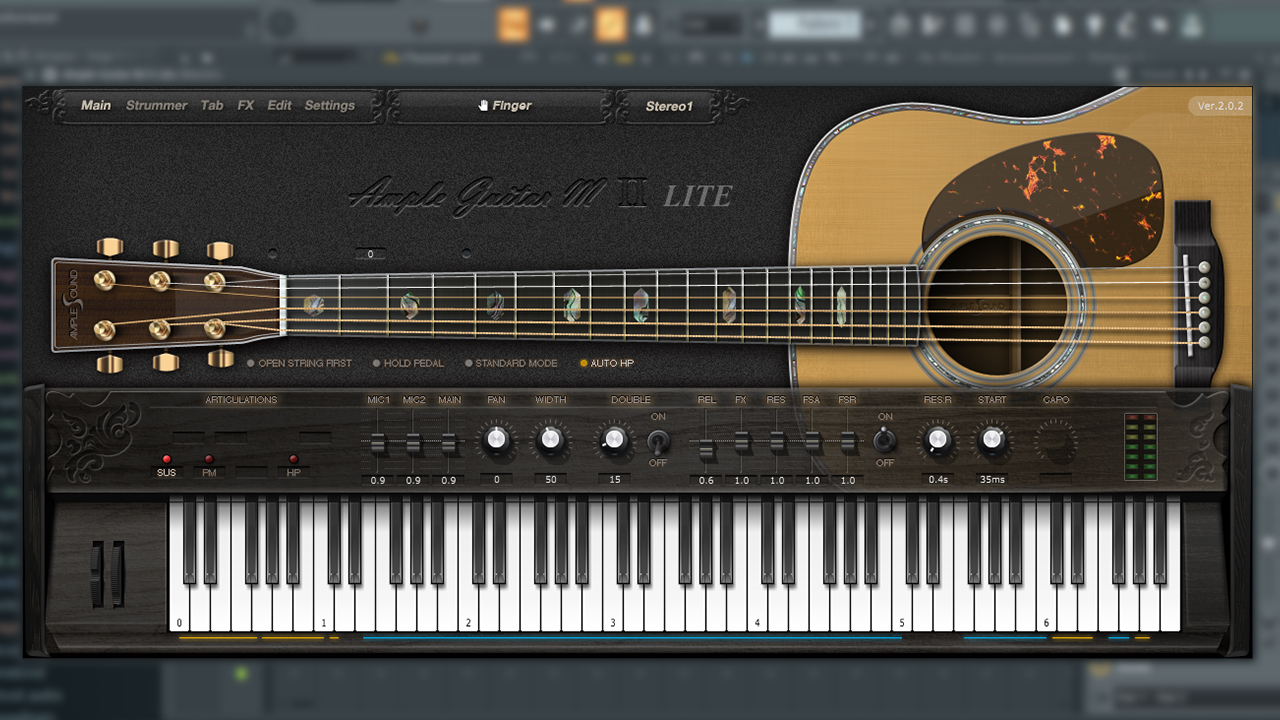 Main Strummer Tab FX Edit Settings Finger Stereo1 Ver.2.0.2
Ample Guitar M II LITE
0
AMPLE SOUND
OPEN STRING FIRST HOLD PEDAL STANDARD MODE AUTO HP
ARTICULATIONS MIC1 MIC2 MAIN PAN WIDTH DOUBLE REL FX RES FSA FSR RES.R START CAPO
ON ON
OFF OFF
SUS PM HP
0.9 0.9 0.9 0 50 15 0.6 1.0 1.0 1.0 1.0 0.4s 35ms
0 1 2 3 4 5 6